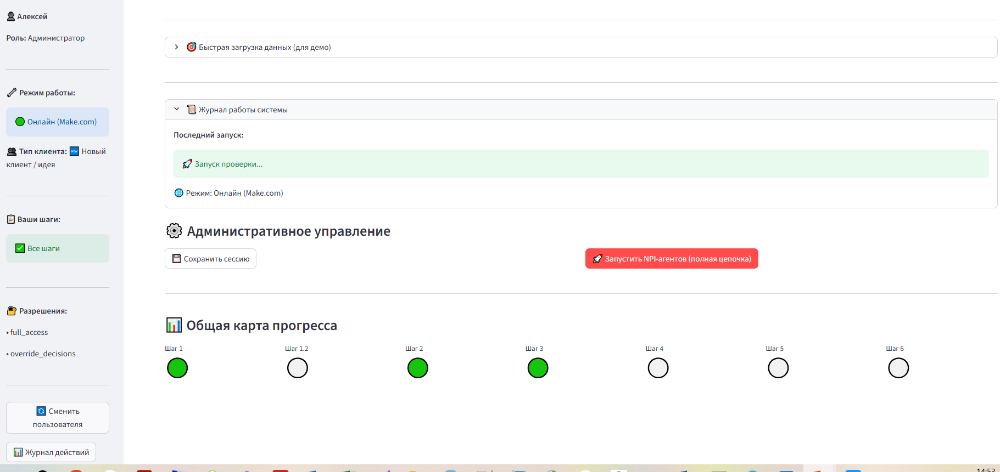 Алексей
Роль: Администратор
Режим работы:
Онлайн (Make.com)
Тип клиента: NEW Новый
клиент / идея
Ваши шаги:
Все шаги
Разрешения:
• full_access
• override_decisions
Сменить
пользователя
Журнал действий
Быстрая загрузка данных (для демо)
Журнал работы системы
Последний запуск:
Запуск проверки...
Режим: Онлайн (Make.com)
Административное управление
Сохранить сессию
Запустить NPI-агентов (полная цепочка)
Общая карта прогресса
Шаг 1
Шаг 1.2
Шаг 2
Шаг 3
Шаг 4
Шаг 5
Шаг 6
14:53